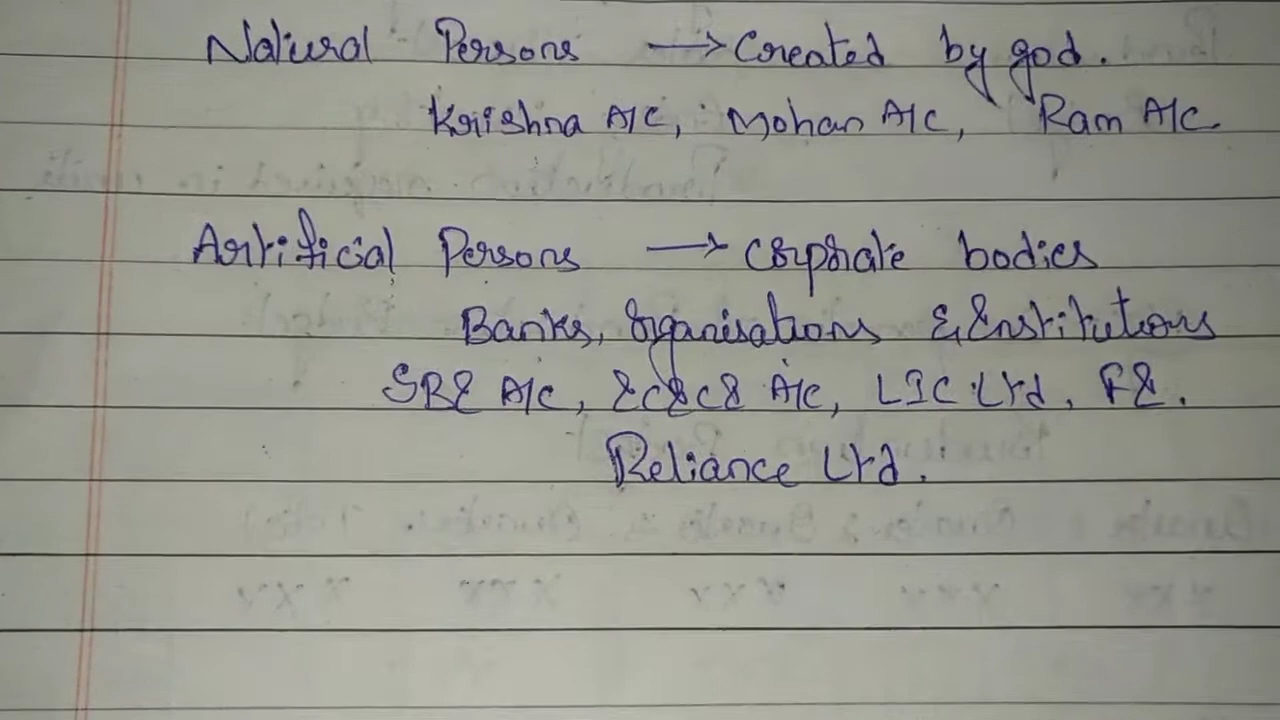 Natural Persons → Created by god.
Krishna A/C, Mohan A/C, Ram A/C.
Artificial Persons → Corporate bodies
Banks, Organisations & Institutions
SBI A/C, ICICI A/C, LIC Ltd,
Reliance Ltd.